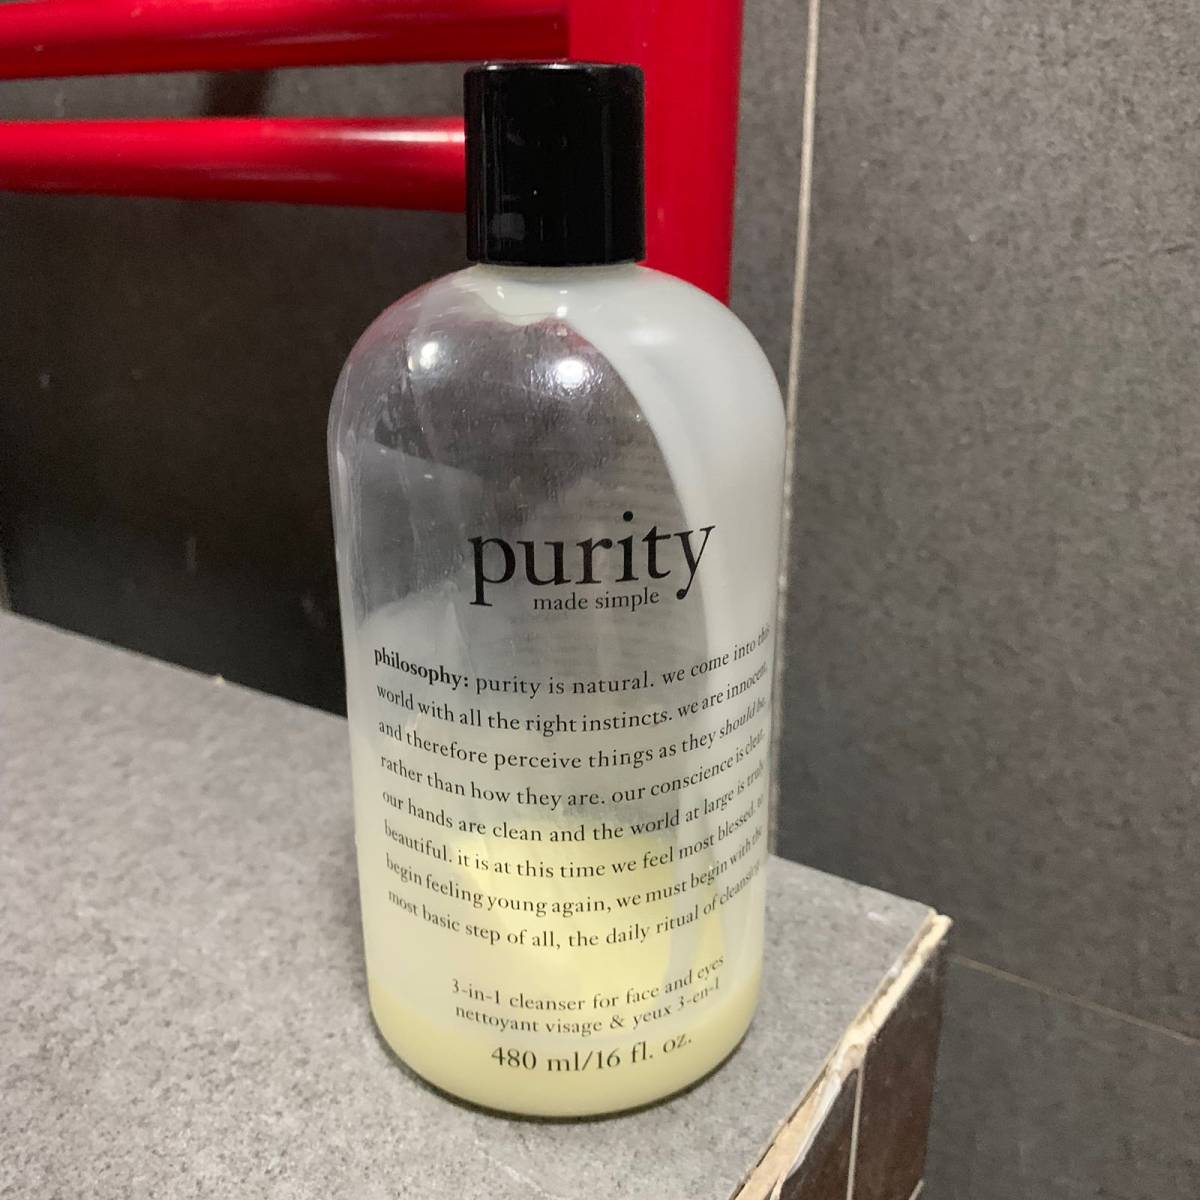 purity
made simple
philosophy: purity is natural. we come into this
world with all the right instincts. we are innocent,
and therefore perceive things as they should be,
rather than how they are. our conscience is clear,
our hands are clean and the world at large is truly
beautiful. it is at this time we feel most blessed. to
begin feeling young again, we must begin with the
most basic step of all, the daily ritual of cleansing.
3-in-1 cleanser for face and eyes
nettoyant visage & yeux 3-en-1
480 ml/16 fl. oz.